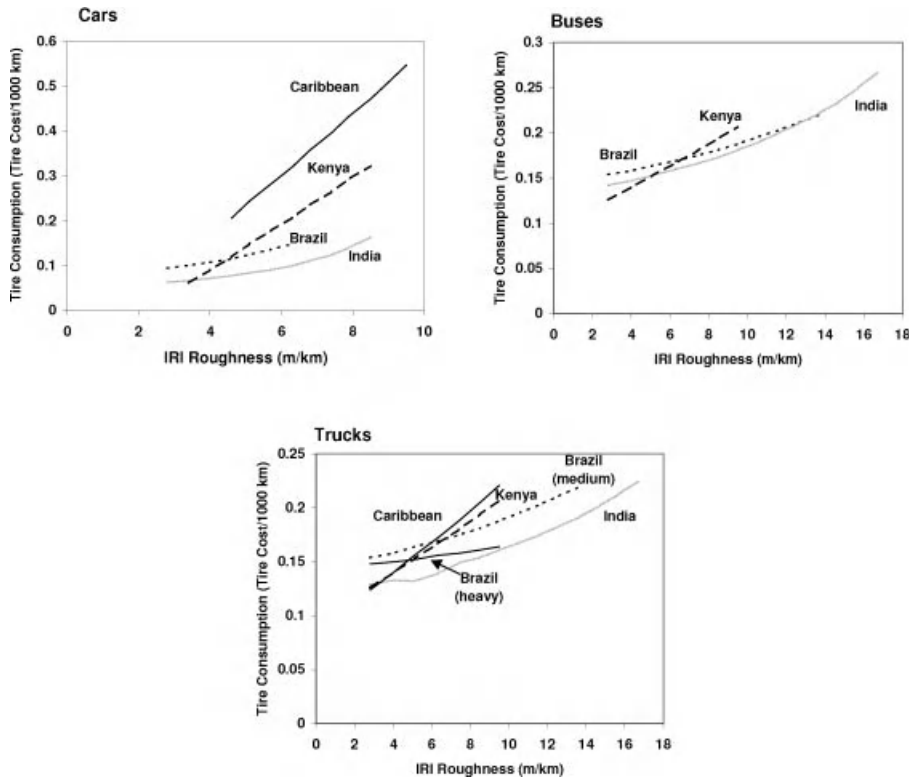 Cars
Tire Consumption (Tire Cost/1000 km)
0.6
0.5
0.4
0.3
0.2
0.1
0
Caribbean
Kenya
Brazil
India
0 2 4 6 8 10
IRI Roughness (m/km)
Buses
Tire Consumption (Tire Cost/1000 km)
0.3
0.25
0.2
0.15
0.1
0.05
0
Kenya
India
Brazil
0 2 4 6 8 10 12 14 16 18
IRI Roughness (m/km)
Trucks
Tire Consumption (Tire Cost/1000 km)
0.25
0.2
0.15
0.1
0.05
0
Brazil
(medium)
Kenya
Caribbean
India
Brazil
(heavy)
0 2 4 6 8 10 12 14 16 18
IRI Roughness (m/km)